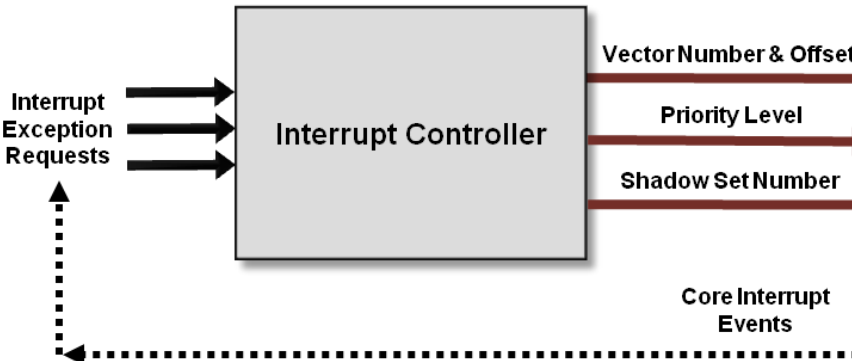 Interrupt
Exception
Requests
Interrupt Controller
Vector Number & Offset
Priority Level
Shadow Set Number
Core Interrupt
Events